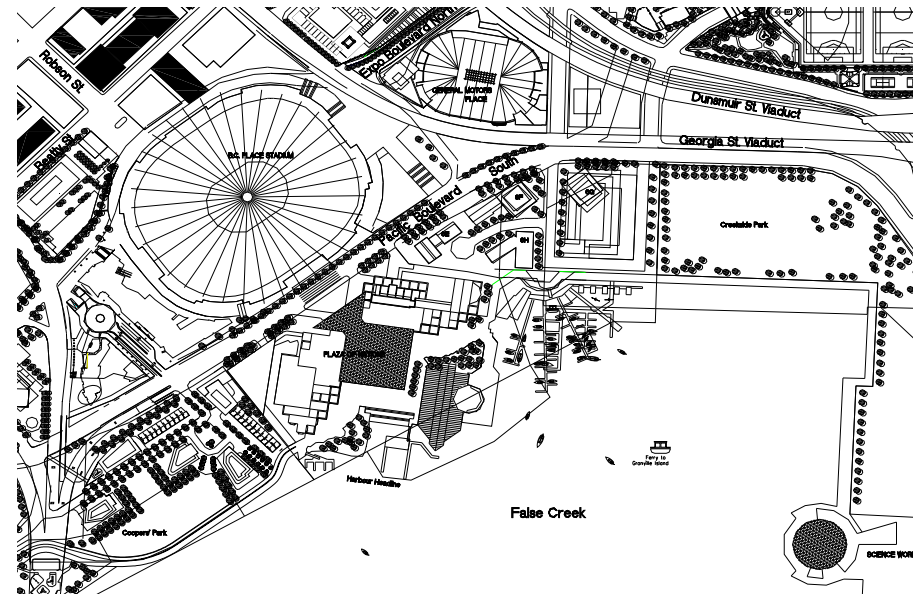 Expo Boulevard North
Robson St.
GENERAL MOTORS
PLACE
Dunsmuir St. Viaduct
Georgia St. Viaduct
Beatty St.
B.C. PLACE STADIUM
Pacific Boulevard
South
Creekside Park
SH
PLAZA OF NATIONS
Ferry to
Granville Island
Harbour Headline
False Creek
Coopers' Park
SCIENCE WOR